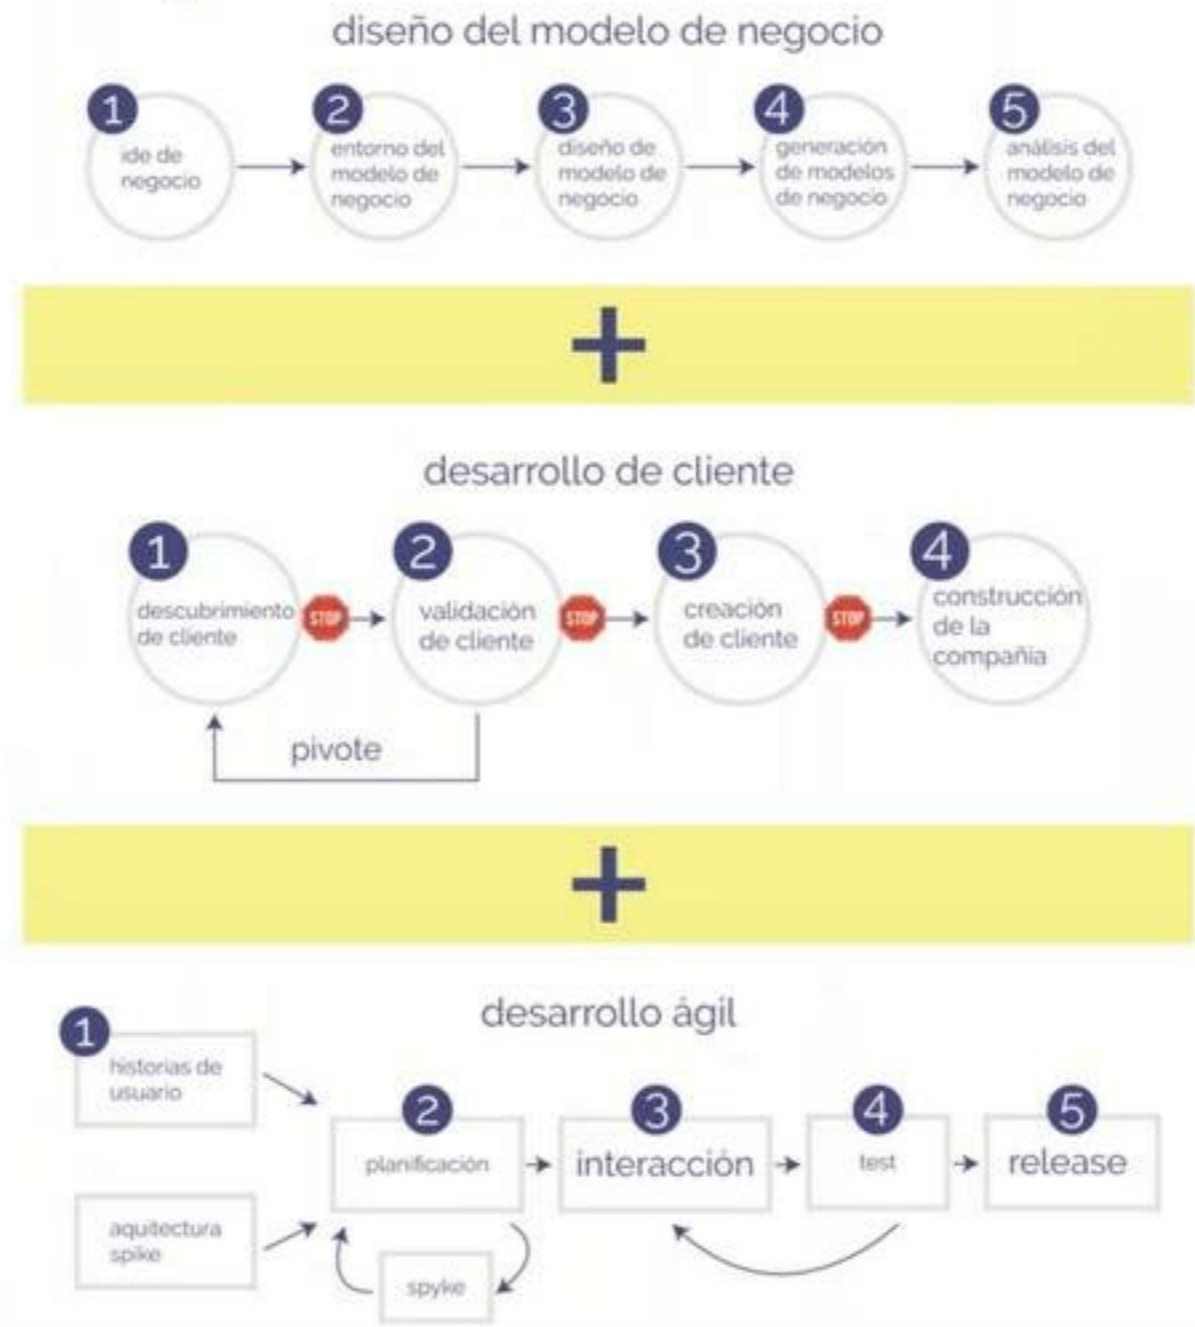 diseño del modelo de negocio
1
ide de
negocio
2
entorno del
modelo de
negocio
3
diseño de
modelo de
negocio
4
generación
de modelos
de negocio
5
análisis del
modelo de
negocio
+
desarrollo de cliente
1
descubrimiento
de cliente
STOP
2
validación
de cliente
STOP
3
creación
de cliente
STOP
4
construcción
de la
compañia
pivote
+
desarrollo ágil
1
historias de
usuario
aquitectura
spike
2
planificación
spyke
3
interacción
4
test
5
release